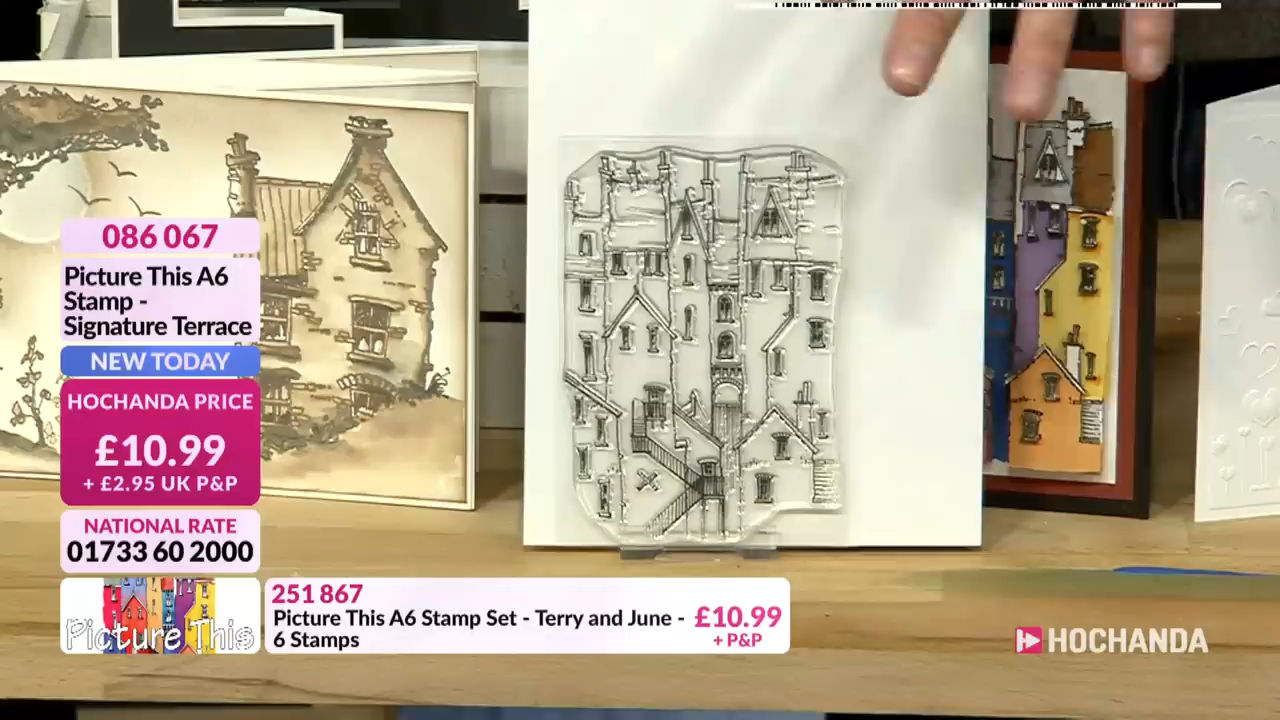 086 067
Picture This A6
Stamp -
Signature Terrace
NEW TODAY
HOCHANDA PRICE
£10.99
+ £2.95 UK P&P
NATIONAL RATE
01733 60 2000
Picture This
251 867
Picture This A6 Stamp Set - Terry and June -
6 Stamps
£10.99
+ P&P
HOCHANDA